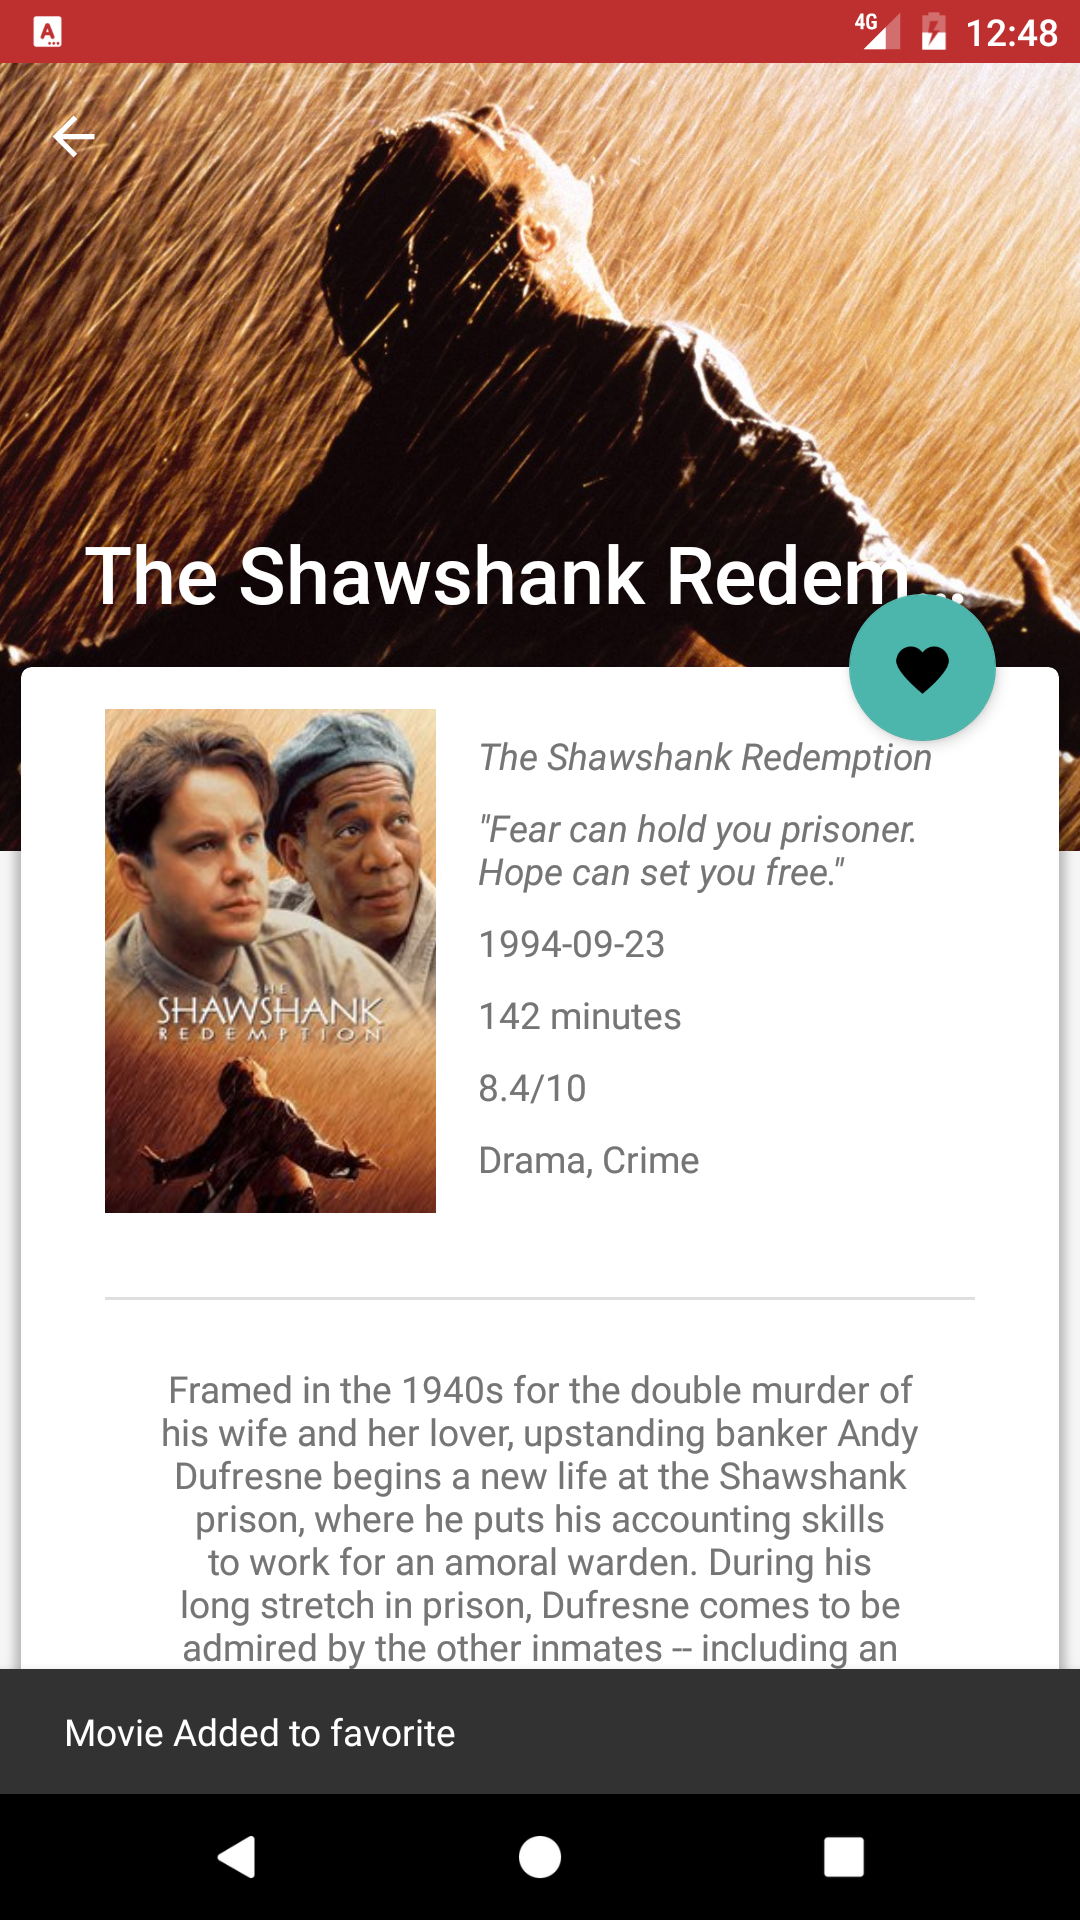 4G 12:48
The Shawshank Redem...
The Shawshank Redemption
"Fear can hold you prisoner.
Hope can set you free."
1994-09-23
142 minutes
8.4/10
Drama, Crime
THE
SHAWSHANK
REDEMPTION
Framed in the 1940s for the double murder of
his wife and her lover, upstanding banker Andy
Dufresne begins a new life at the Shawshank
prison, where he puts his accounting skills
to work for an amoral warden. During his
long stretch in prison, Dufresne comes to be
admired by the other inmates -- including an
Movie Added to favorite